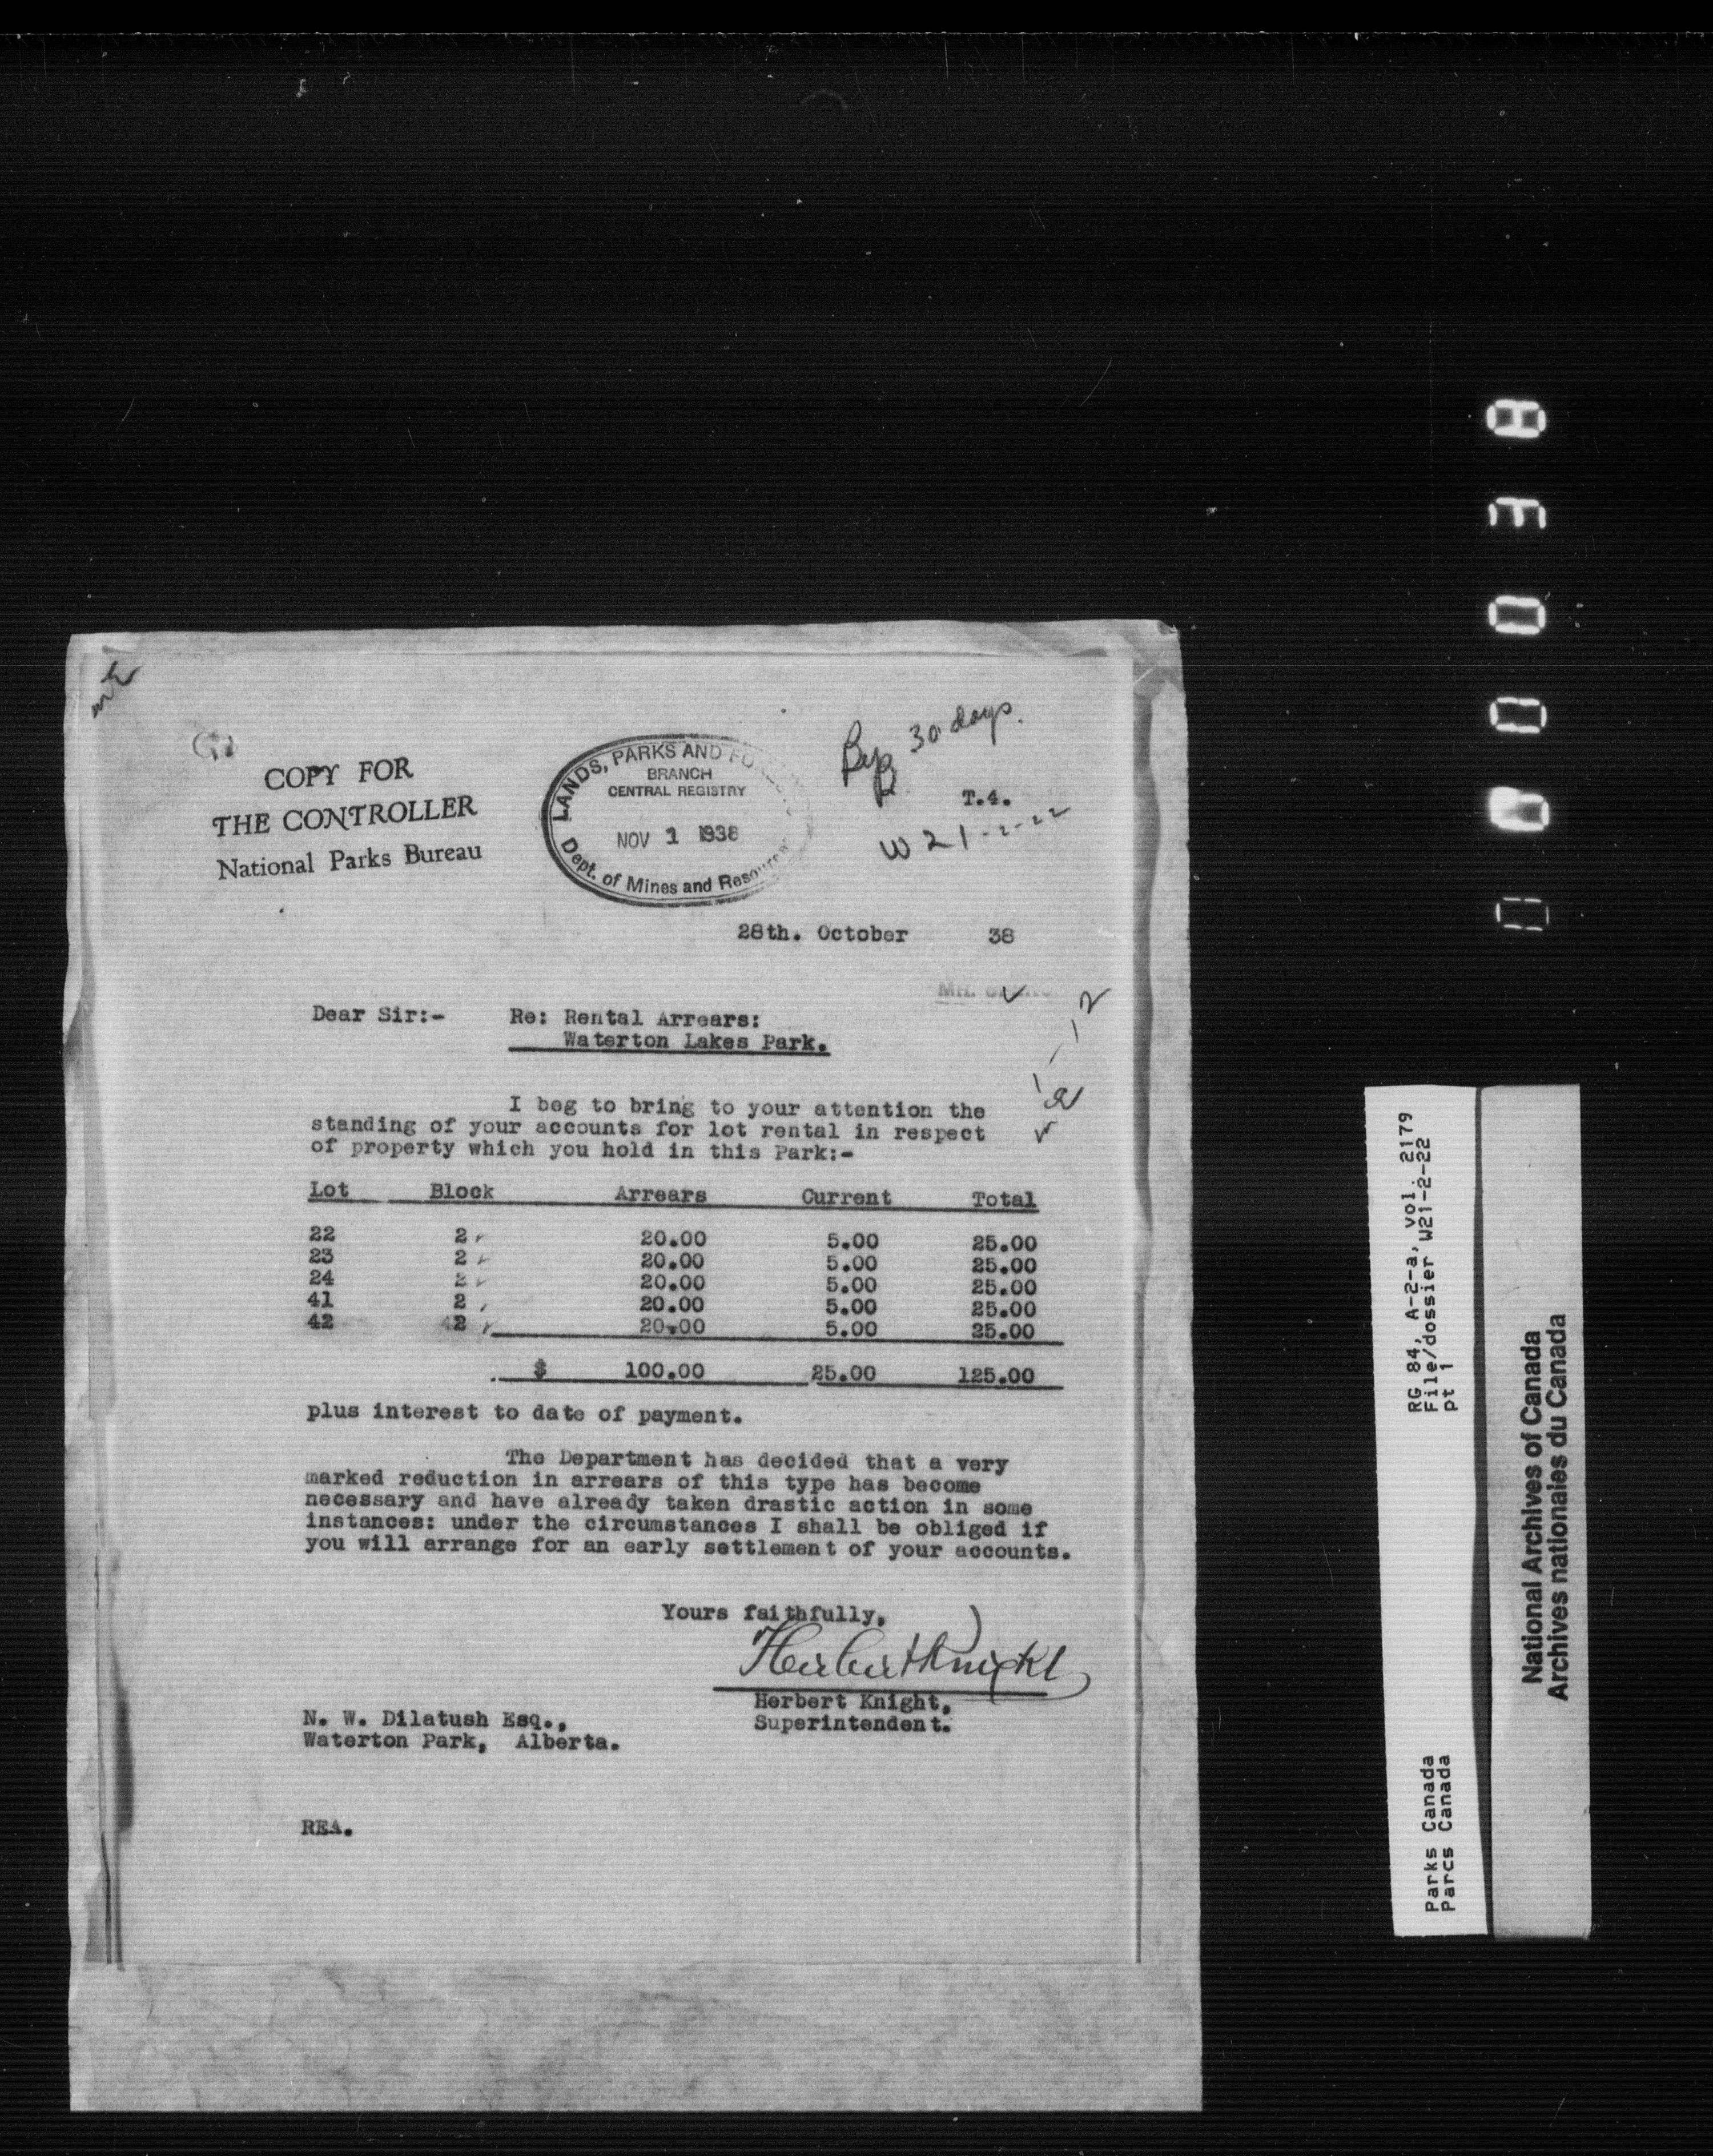 COPY FOR
THE CONTROLLER
National Parks Bureau
LANDS, PARKS AND
BRANCH
CENTRAL REGISTRY
NOV 1 1938
Dept. of Mines and Resources
30 days.
T.4.
W21-2-22
28th. October 38
MR.
Dear Sir:- Re: Rental Arrears:
Waterton Lakes Park.
I beg to bring to your attention the
standing of your accounts for lot rental in respect
of property which you hold in this Park:-
Lot Block Arrears Current Total
22 2 20.00 5.00 25.00
23 2 20.00 5.00 25.00
24 2 20.00 5.00 25.00
41 2 20.00 5.00 25.00
42 2 20.00 5.00 25.00
$ 100.00 25.00 125.00
plus interest to date of payment.
The Department has decided that a very
marked reduction in arrears of this type has become
necessary and have already taken drastic action in some
instances: under the circumstances I shall be obliged if
you will arrange for an early settlement of your accounts.
Yours faithfully,
Herbert Knight
Herbert Knight,
Superintendent.
N. W. Dilatush Esq.,
Waterton Park, Alberta.
REA.
RG 84, A-2-a, vol. 2179
File/dossier W21-2-22
pt 1
Parks Canada
Parcs Canada
National Archives of Canada
Archives nationales du Canada